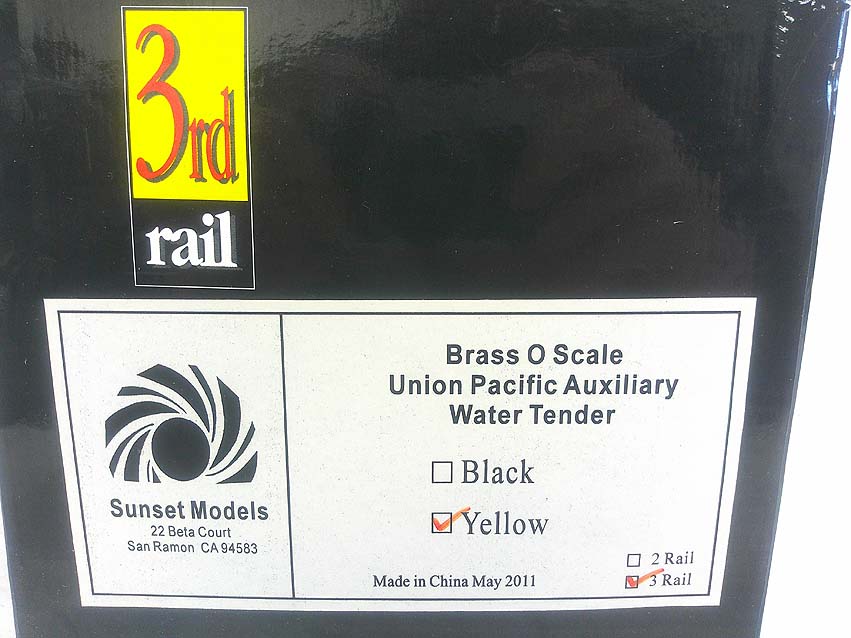 3rd
rail
Sunset Models
22 Beta Court
San Ramon CA 94583
Brass O Scale
Union Pacific Auxiliary
Water Tender
Black
Yellow
2 Rail
3 Rail
Made in China May 2011